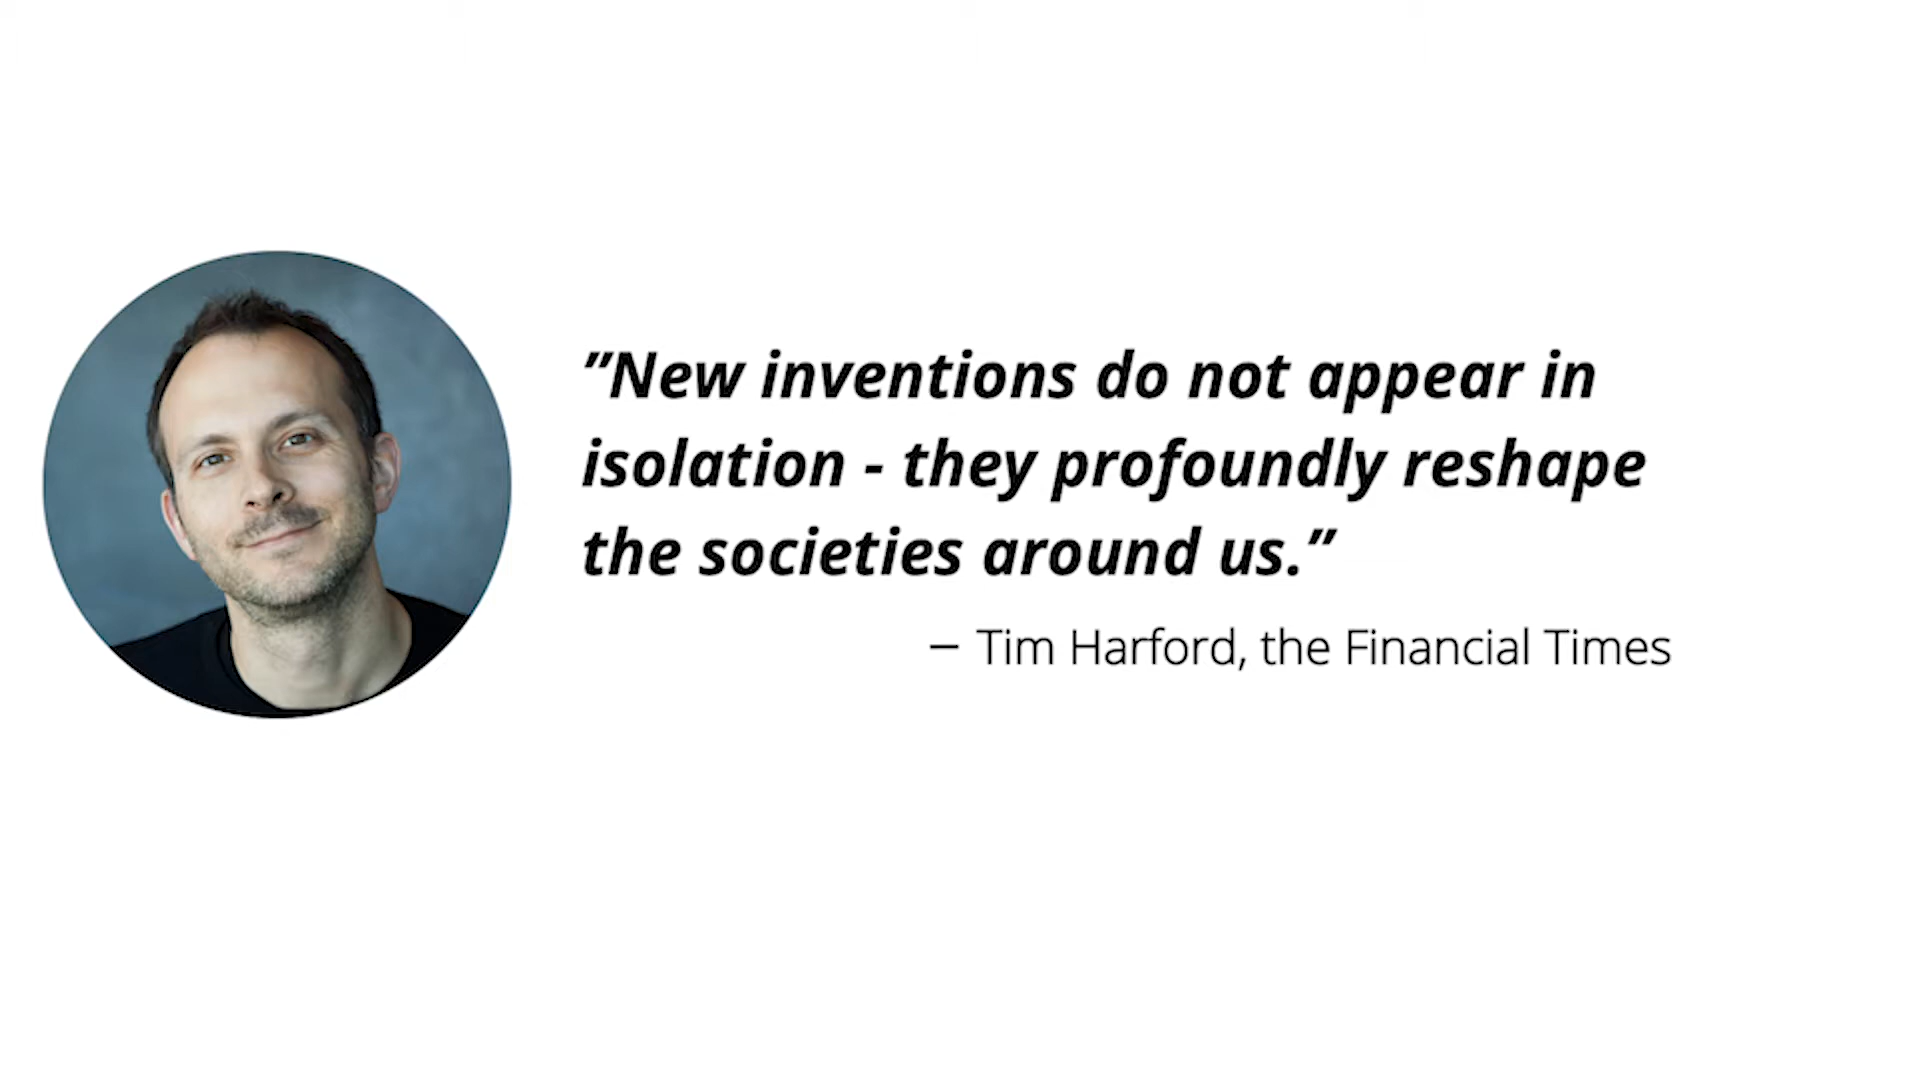 ”New inventions do not appear in
isolation - they profoundly reshape
the societies around us.”
– Tim Harford, the Financial Times